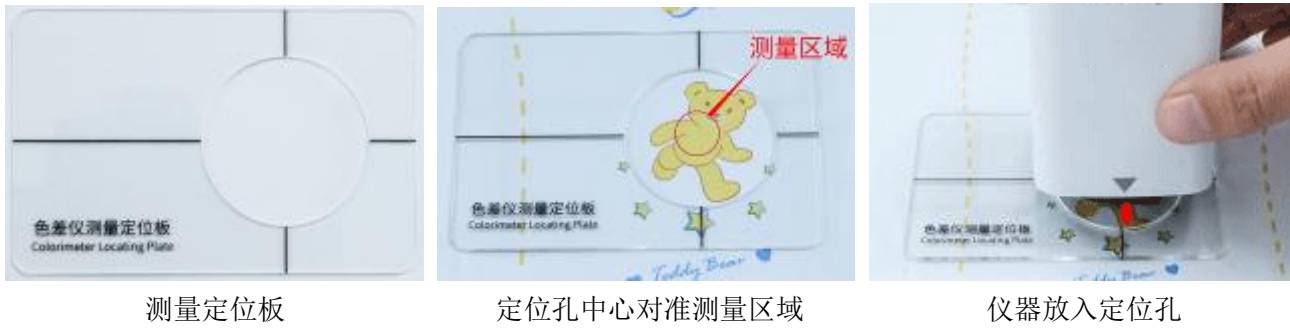 色差仪测量定位板
Colorimeter Locating Plate
测量区域
色差仪测量定位板
Colorimeter Locating Plate
Teddy Bear
色差仪测量定位板
Colorimeter Locating Plate
Teddy Bear
测量定位板
定位孔中心对准测量区域
仪器放入定位孔